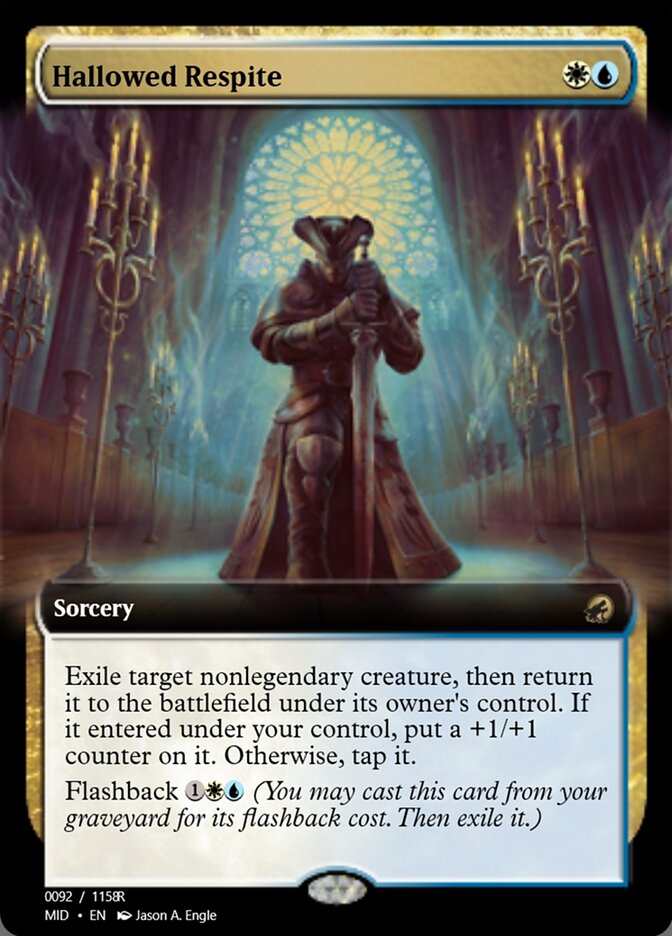 Hallowed Respite
Sorcery
Exile target nonlegendary creature, then return
it to the battlefield under its owner's control. If
it entered under your control, put a +1/+1
counter on it. Otherwise, tap it.
Flashback 1 (You may cast this card from your
graveyard for its flashback cost. Then exile it.)
0092 / 1158R
MID • EN Jason A. Engle